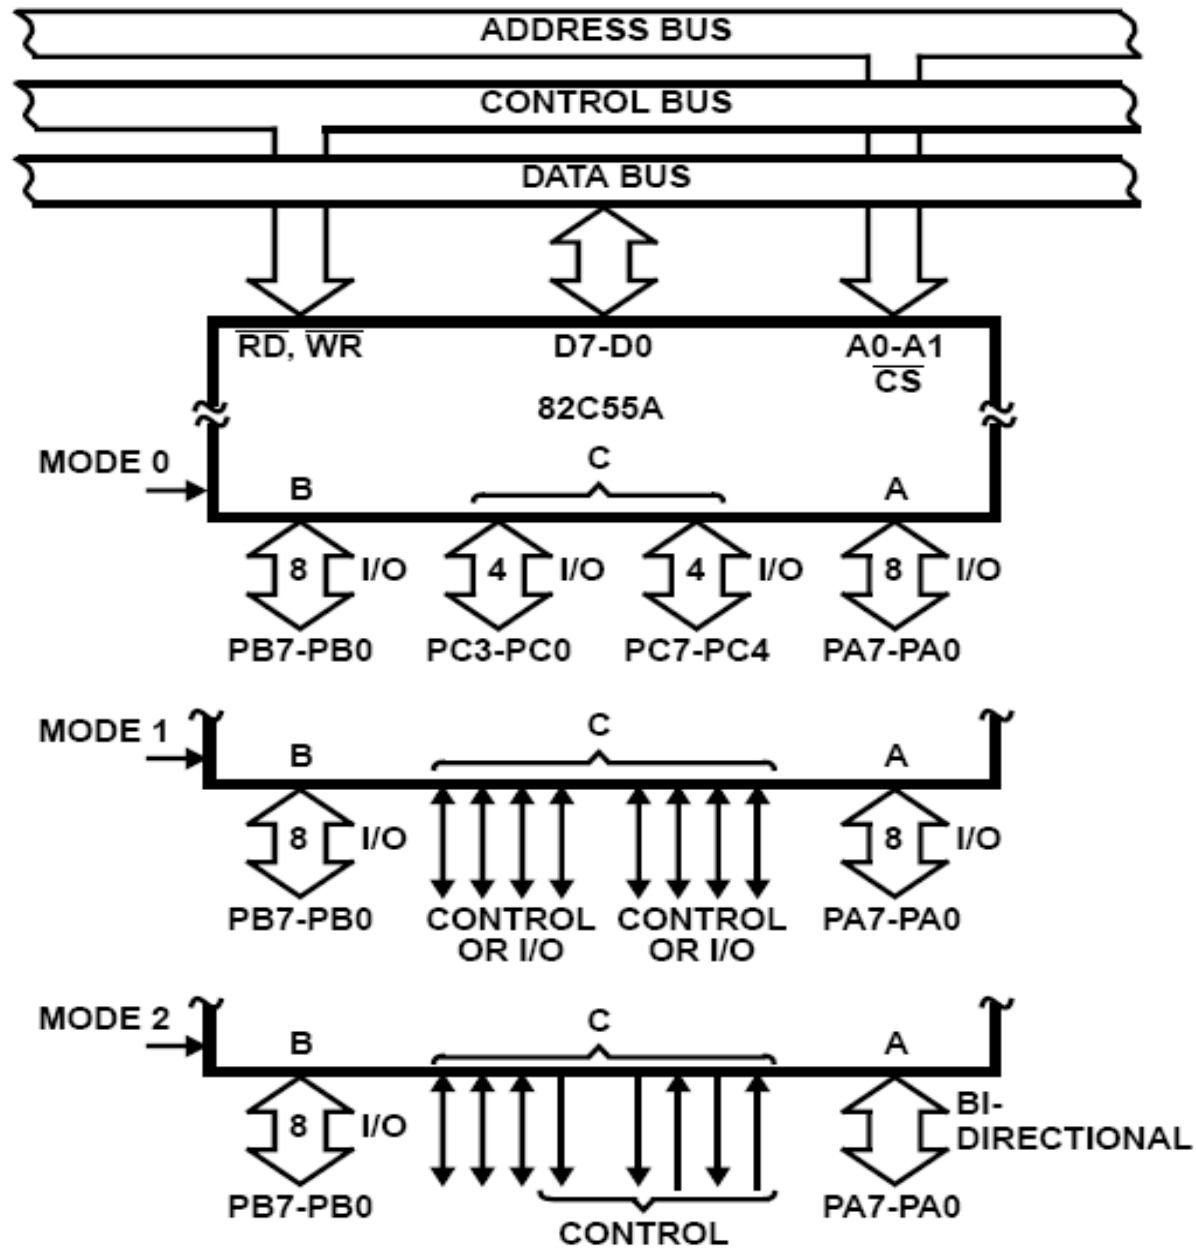 ADDRESS BUS
CONTROL BUS
DATA BUS
RD, WR
D7-D0
A0-A1
CS
82C55A
MODE 0
B
C
A
8
I/O
4
I/O
4
I/O
8
I/O
PB7-PB0
PC3-PC0
PC7-PC4
PA7-PA0
MODE 1
B
C
A
8
I/O
8
I/O
PB7-PB0
CONTROL
OR I/O
CONTROL
OR I/O
PA7-PA0
MODE 2
B
C
A
8
I/O
BI-
DIRECTIONAL
PB7-PB0
CONTROL
PA7-PA0